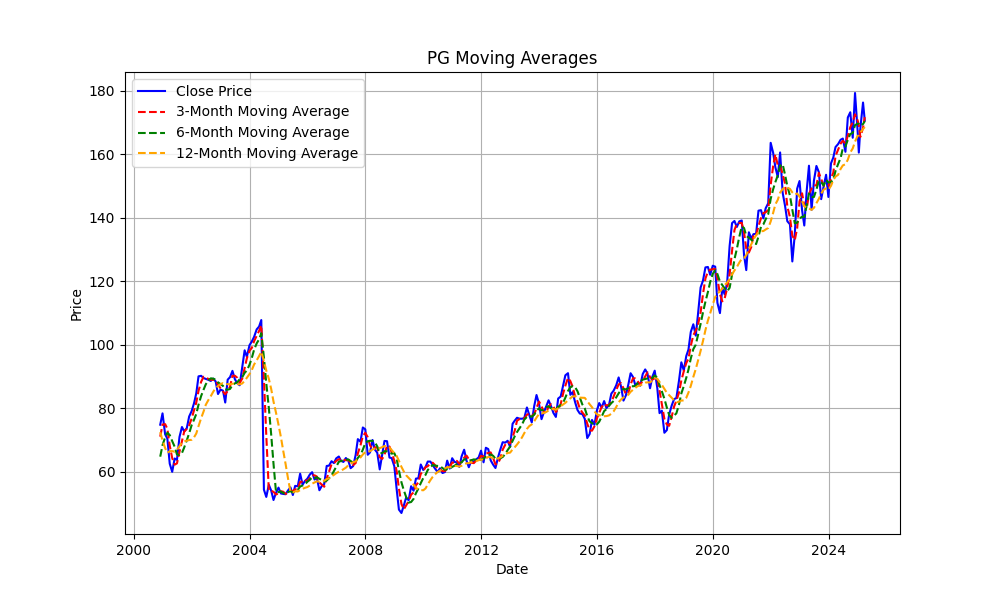 PG Moving Averages
Close Price
3-Month Moving Average
6-Month Moving Average
12-Month Moving Average
180
160
140
120
100
80
60
Price
2000 2004 2008 2012 2016 2020 2024
Date